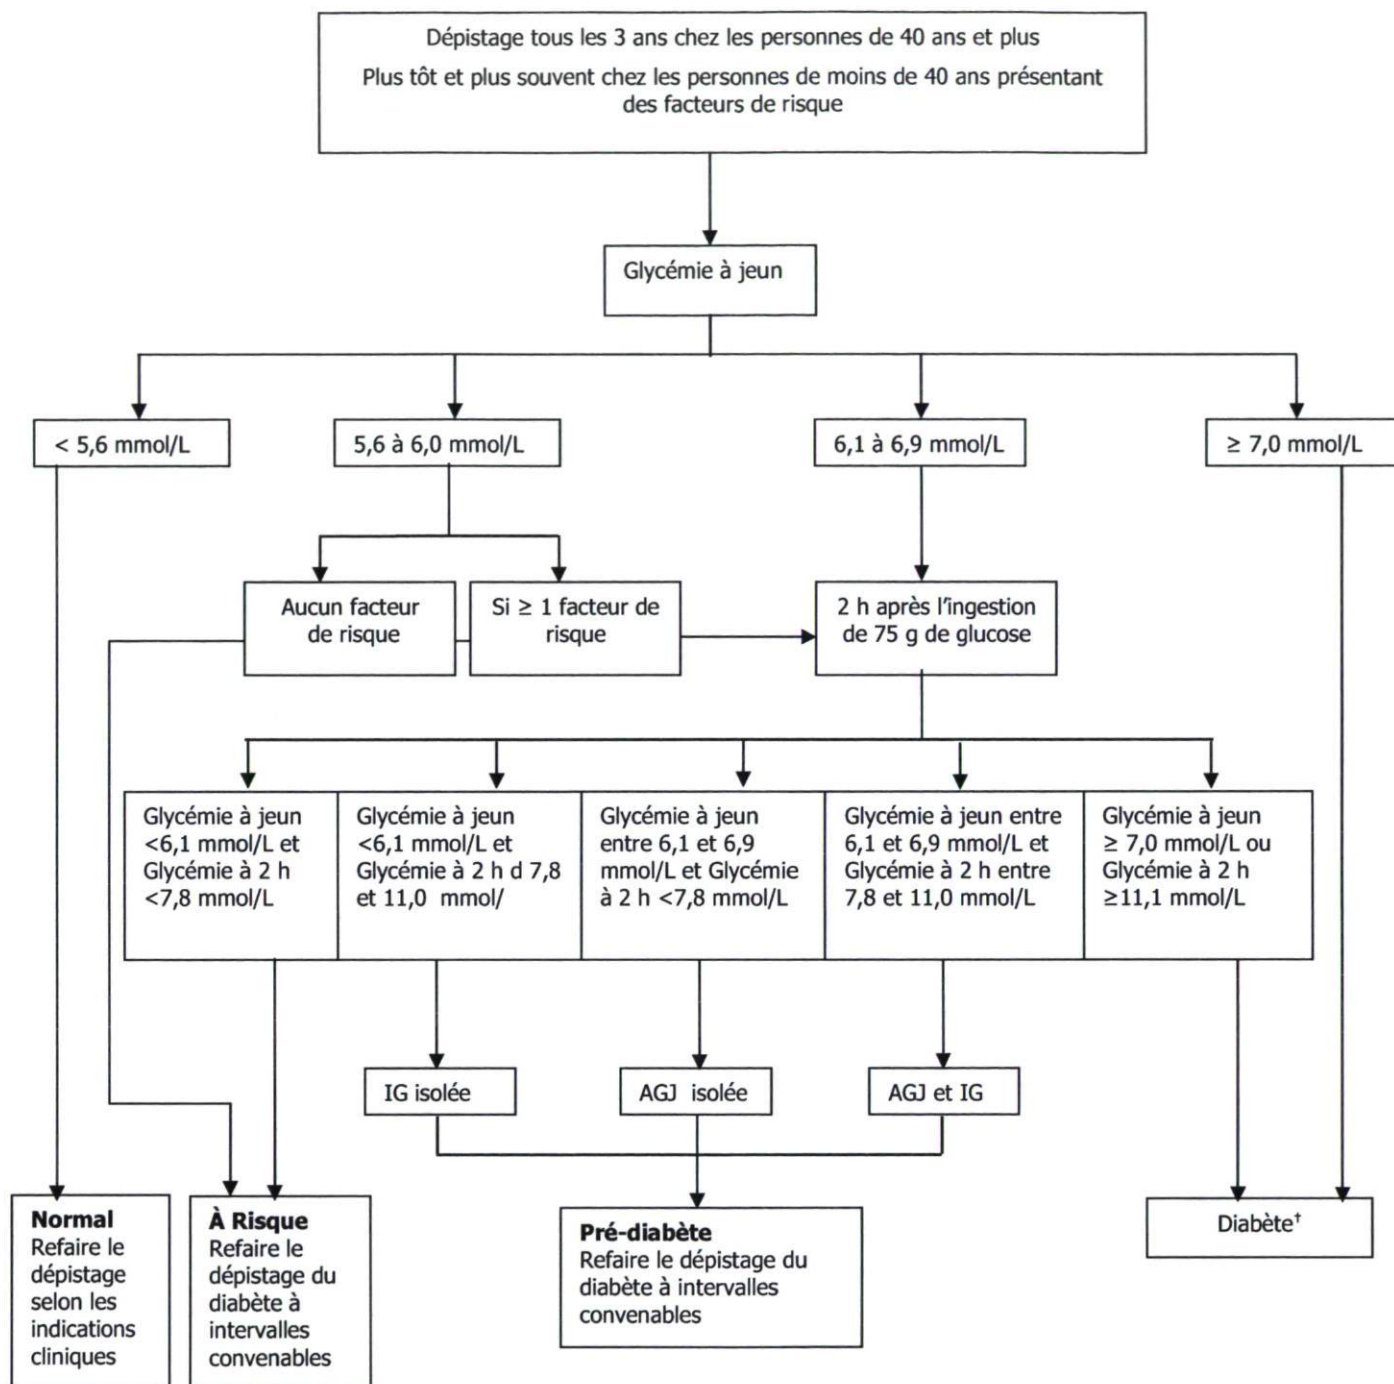 Dépistage tous les 3 ans chez les personnes de 40 ans et plus
Plus tôt et plus souvent chez les personnes de moins de 40 ans présentant
des facteurs de risque
Glycémie à jeun
< 5,6 mmol/L
5,6 à 6,0 mmol/L
6,1 à 6,9 mmol/L
≥ 7,0 mmol/L
Aucun facteur
de risque
Si ≥ 1 facteur de
risque
2 h après l'ingestion
de 75 g de glucose
Glycémie à jeun
<6,1 mmol/L et
Glycémie à 2 h
<7,8 mmol/L
Glycémie à jeun
<6,1 mmol/L et
Glycémie à 2 h d 7,8
et 11,0 mmol/
Glycémie à jeun
entre 6,1 et 6,9
mmol/L et Glycémie
à 2 h <7,8 mmol/L
Glycémie à jeun entre
6,1 et 6,9 mmol/L et
Glycémie à 2 h entre
7,8 et 11,0 mmol/L
Glycémie à jeun
≥ 7,0 mmol/L ou
Glycémie à 2 h
≥11,1 mmol/L
IG isolée
AGJ isolée
AGJ et IG
Normal
Refaire le
dépistage
selon les
indications
cliniques
À Risque
Refaire le
dépistage du
diabète à
intervalles
convenables
Pré-diabète
Refaire le dépistage du
diabète à intervalles
convenables
Diabète†